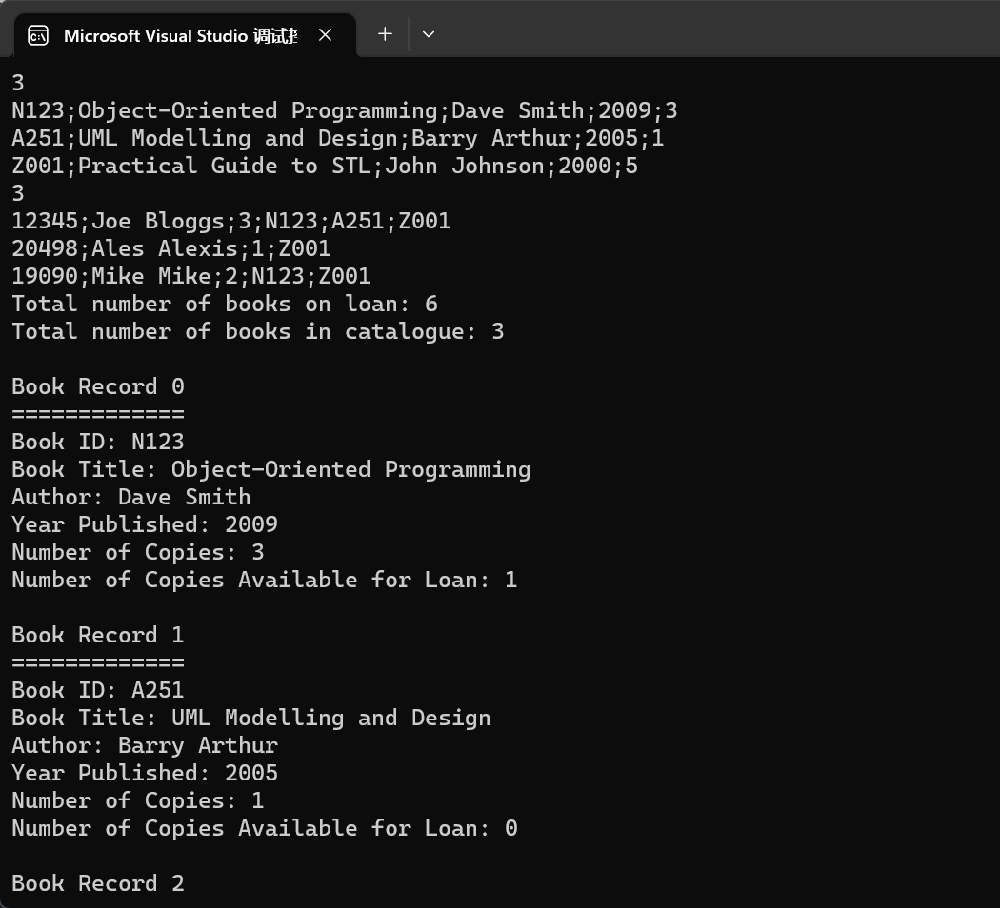 Microsoft Visual Studio 调试
3
N123;Object-Oriented Programming;Dave Smith;2009;3
A251;UML Modelling and Design;Barry Arthur;2005;1
Z001;Practical Guide to STL;John Johnson;2000;5
3
12345;Joe Bloggs;3;N123;A251;Z001
20498;Ales Alexis;1;Z001
19090;Mike Mike;2;N123;Z001
Total number of books on loan: 6
Total number of books in catalogue: 3
Book Record 0
=============
Book ID: N123
Book Title: Object-Oriented Programming
Author: Dave Smith
Year Published: 2009
Number of Copies: 3
Number of Copies Available for Loan: 1
Book Record 1
=============
Book ID: A251
Book Title: UML Modelling and Design
Author: Barry Arthur
Year Published: 2005
Number of Copies: 1
Number of Copies Available for Loan: 0
Book Record 2